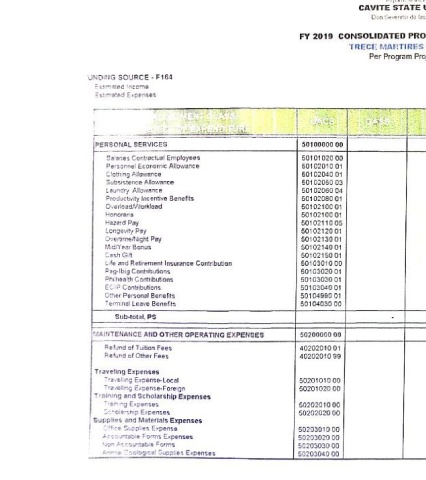 CAVITE STATE U
Don Severino de las
FY 2019 CONSOLIDATED PRO
TRECE MARTIRES
Per Program Pro
UNDING SOURCE - F164
Estimated Income
Estimated Expenses
UACS
PERSONAL SERVICES 50100000 00
Salaries Contractual Employees 50101020 00
Personnel Economic Allowance 50102010 01
Clothing Allowance 50102040 01
Subsistence Allowance 50102050 03
Laundry Allowance 50102060 04
Productivity Incentive Benefits 50102080 01
Overload/Workload 50102100 01
Honoraria 50102100 01
Hazard Pay 50102110 05
Longevity Pay 50102120 01
Overtime/Night Pay 50102130 01
Mid/Year Bonus 50102140 01
Cash Gift 50102150 01
Life and Retirement Insurance Contribution 50103010 00
Pag-Ibig Contributions 50103020 01
Philhealth Contributions 50103030 01
ECIP Contributions 50103040 01
Other Personal Benefits 50104990 01
Terminal Leave Benefits 50104030 00
Sub-total, PS -
MAINTENANCE AND OTHER OPERATING EXPENSES 50200000 00
Refund of Tuition Fees 40202010 01
Refund of Other Fees 40202010 99
Traveling Expenses
Traveling Expense-Local 50201010 00
Traveling Expense-Foreign 50201020 00
Training and Scholarship Expenses
Training Expenses 50202010 00
Scholarship Expenses 50202020 00
Supplies and Materials Expenses
Office Supplies Expense 50203010 00
Accountable Forms Expenses 50203020 00
Non Accountable Forms 50203030 00
Animal Zoological Supplies Expenses 50203040 00